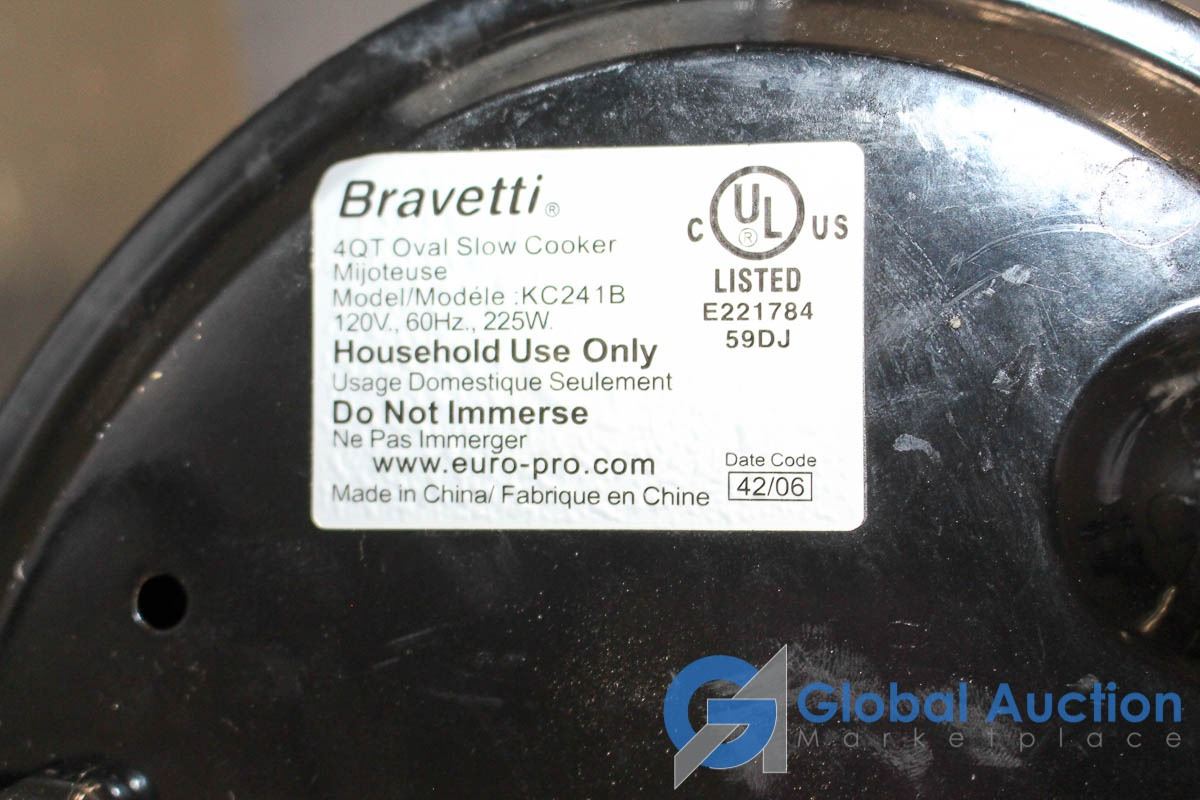 Bravetti®
4QT Oval Slow Cooker
Mijoteuse
Model/Modéle :KC241B
120V., 60Hz., 225W.
Household Use Only
Usage Domestique Seulement
Do Not Immerse
Ne Pas Immerger
www.euro-pro.com
Made in China/ Fabrique en Chine
C UL® US
LISTED
E221784
59DJ
Date Code
42/06
GA Global Auction
Marketplace